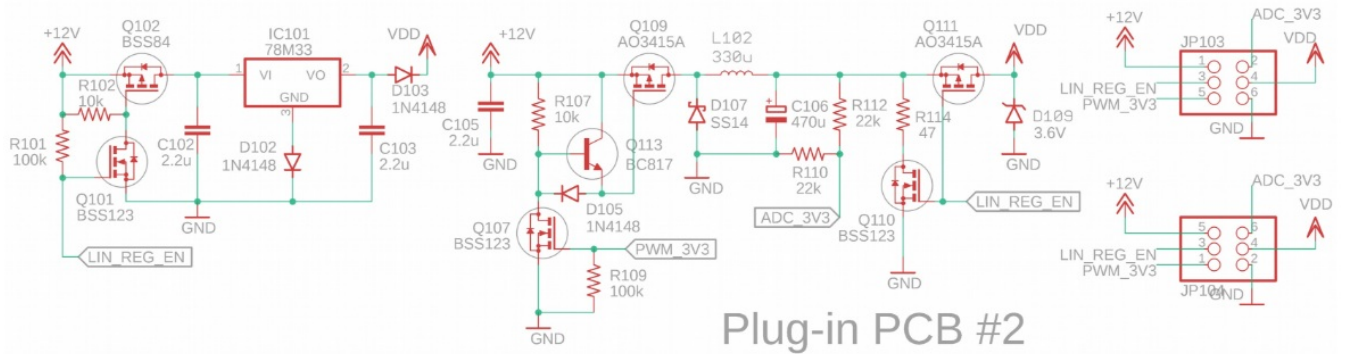 +12V
Q102
BSS84
IC101
78M33
VDD
1
VI
VO
2
GND
3
R102
10k
D103
1N4148
R101
100k
C102
2.2u
D102
1N4148
C103
2.2u
Q101
BSS123
GND
LIN_REG_EN
+12V
Q109
AO3415A
L102
330u
Q111
AO3415A
VDD
C105
2.2u
GND
R107
10k
Q113
BC817
D107
SS14
C106
470u
+
R112
22k
R114
47
D109
3.6V
GND
GND
R110
22k
D105
1N4148
Q107
BSS123
ADC_3V3
Q110
BSS123
LIN_REG_EN
PWM_3V3
R109
100k
GND
GND
Plug-in PCB #2
+12V
ADC_3V3
VDD
JP103
1
2
LIN_REG_EN
3
4
PWM_3V3
5
6
GND
+12V
ADC_3V3
VDD
5
6
LIN_REG_EN
3
4
PWM_3V3
1
2
JP104
GND